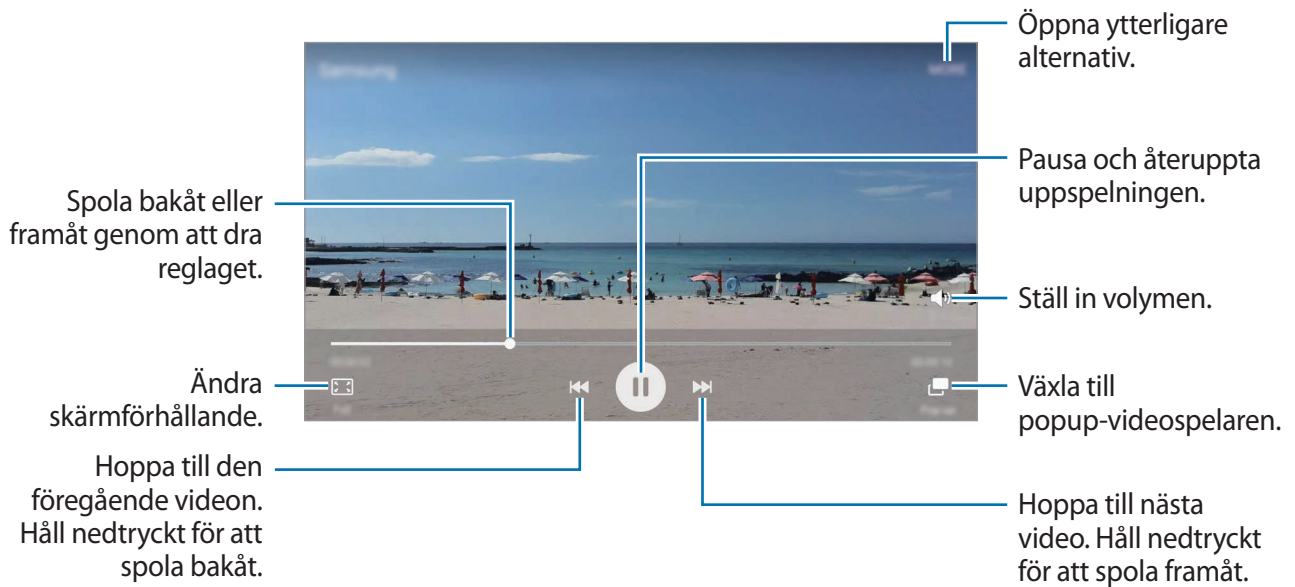 Öppna ytterligare
alternativ.
Samsung
MORE
Pausa och återuppta
uppspelningen.
Spola bakåt eller
framåt genom att dra
reglaget.
Ställ in volymen.
Ändra
skärmförhållande.
Växla till
popup-videospelaren.
Hoppa till den
föregående videon.
Håll nedtryckt för att
spola bakåt.
Hoppa till nästa
video. Håll nedtryckt
för att spola framåt.